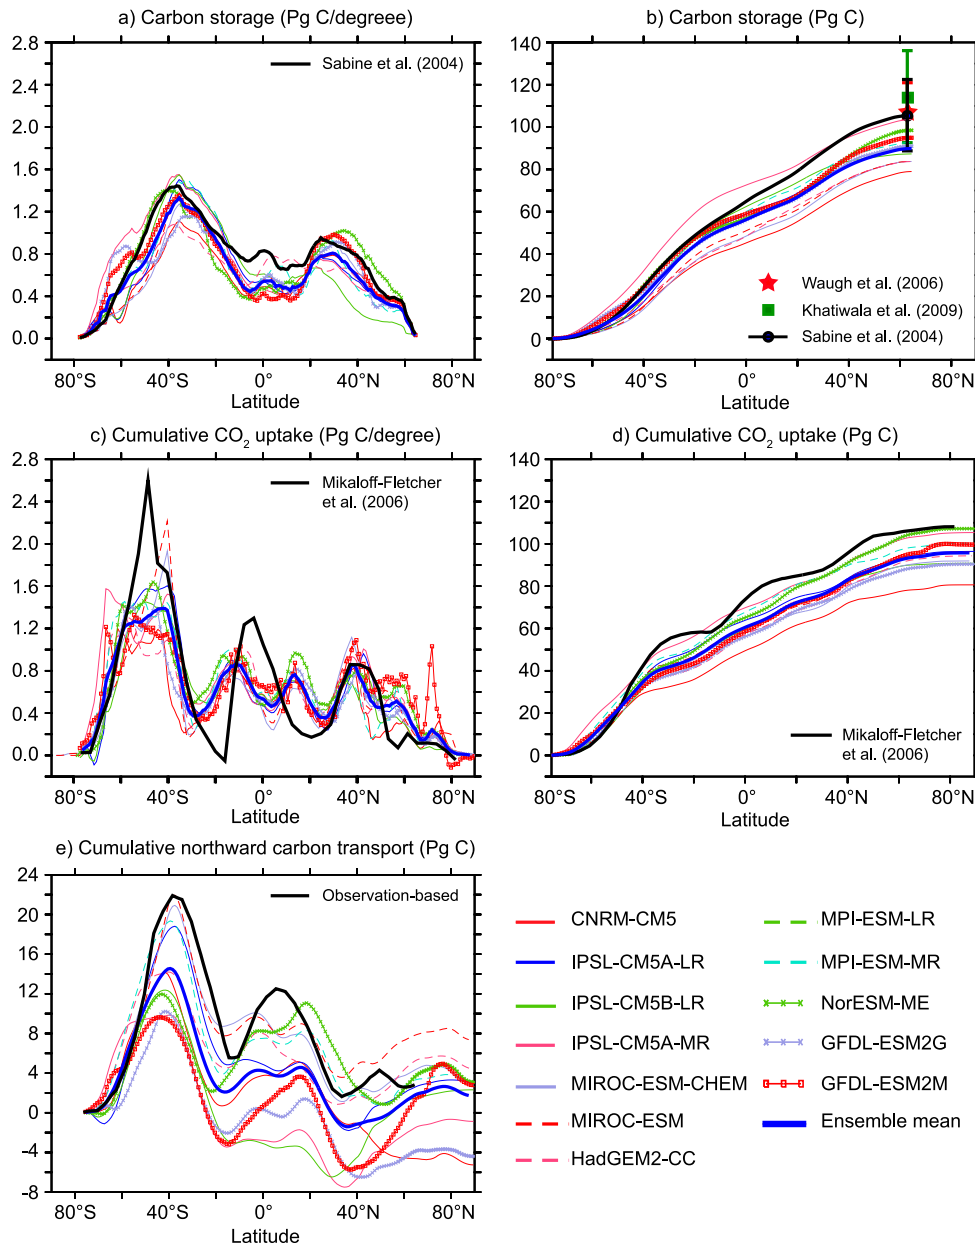 a) Carbon storage (Pg C/degreee)
2.8
2.4
2.0
1.6
1.2
0.8
0.4
0.0
Sabine et al. (2004)
80°S
40°S
0°
40°N
80°N
Latitude
b) Carbon storage (Pg C)
140
120
100
80
60
40
20
0
Waugh et al. (2006)
Khatiwala et al. (2009)
Sabine et al. (2004)
80°S
40°S
0°
40°N
80°N
Latitude
c) Cumulative CO₂ uptake (Pg C/degree)
2.8
2.4
2.0
1.6
1.2
0.8
0.4
0.0
Mikaloff-Fletcher
et al. (2006)
80°S
40°S
0°
40°N
80°N
Latitude
d) Cumulative CO₂ uptake (Pg C)
140
120
100
80
60
40
20
0
Mikaloff-Fletcher
et al. (2006)
80°S
40°S
0°
40°N
80°N
Latitude
e) Cumulative northward carbon transport (Pg C)
24
20
16
12
8
4
0
-4
-8
Observation-based
80°S
40°S
0°
40°N
80°N
Latitude
CNRM-CM5
IPSL-CM5A-LR
IPSL-CM5B-LR
IPSL-CM5A-MR
MIROC-ESM-CHEM
MIROC-ESM
HadGEM2-CC
MPI-ESM-LR
MPI-ESM-MR
NorESM-ME
GFDL-ESM2G
GFDL-ESM2M
Ensemble mean